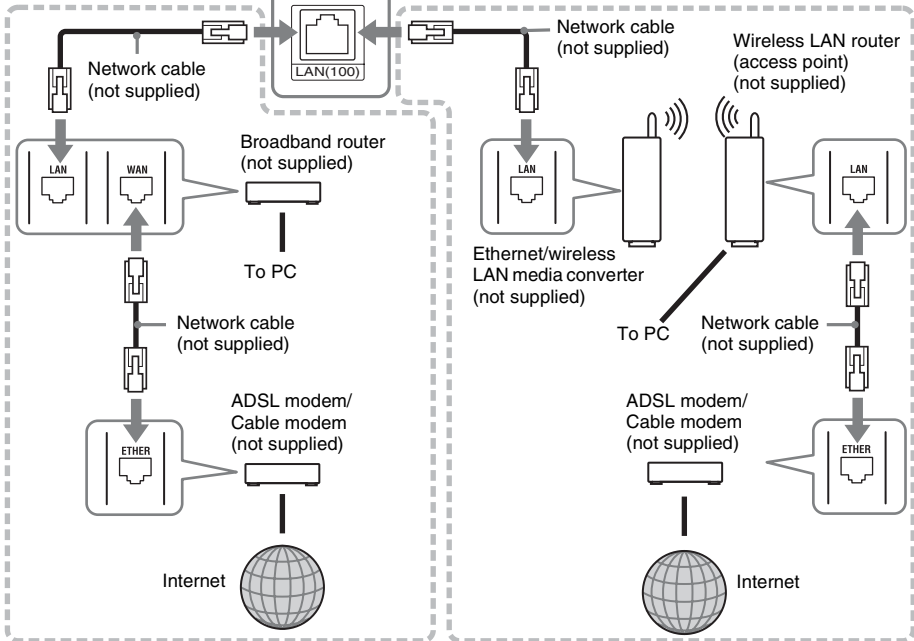 LAN(100)
Network cable
(not supplied)
LAN
WAN
Broadband router
(not supplied)
To PC
Network cable
(not supplied)
ADSL modem/
Cable modem
(not supplied)
ETHER
Internet
Network cable
(not supplied)
Wireless LAN router
(access point)
(not supplied)
LAN
LAN
Ethernet/wireless
LAN media converter
(not supplied)
To PC
Network cable
(not supplied)
ADSL modem/
Cable modem
(not supplied)
ETHER
Internet